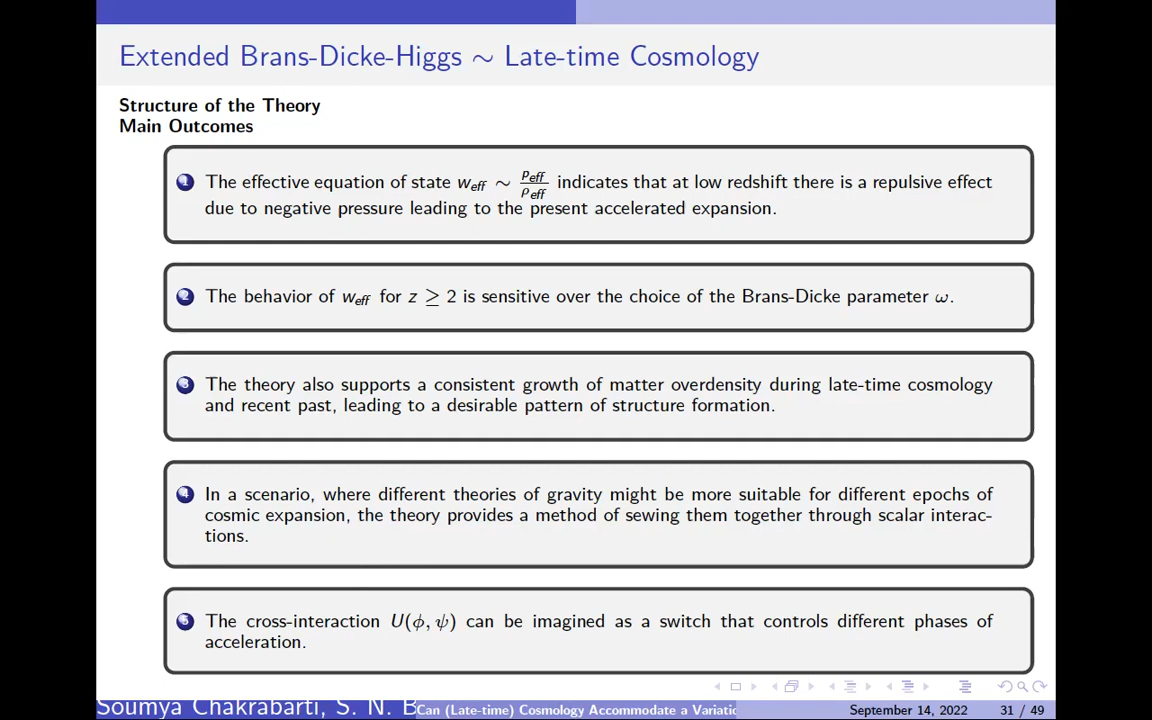 Extended Brans-Dicke-Higgs ∼ Late-time Cosmology
Structure of the Theory
Main Outcomes
1 The effective equation of state w_eff ∼ p_eff/ρ_eff indicates that at low redshift there is a repulsive effect
due to negative pressure leading to the present accelerated expansion.
2 The behavior of w_eff for z ≥ 2 is sensitive over the choice of the Brans-Dicke parameter ω.
3 The theory also supports a consistent growth of matter overdensity during late-time cosmology
and recent past, leading to a desirable pattern of structure formation.
4 In a scenario, where different theories of gravity might be more suitable for different epochs of
cosmic expansion, the theory provides a method of sewing them together through scalar interac-
tions.
5 The cross-interaction U(ϕ, ψ) can be imagined as a switch that controls different phases of
acceleration.
Soumya Chakrabarti, S. N. B Can (Late-time) Cosmology Accommodate a Variatio September 14, 2022 31 / 49